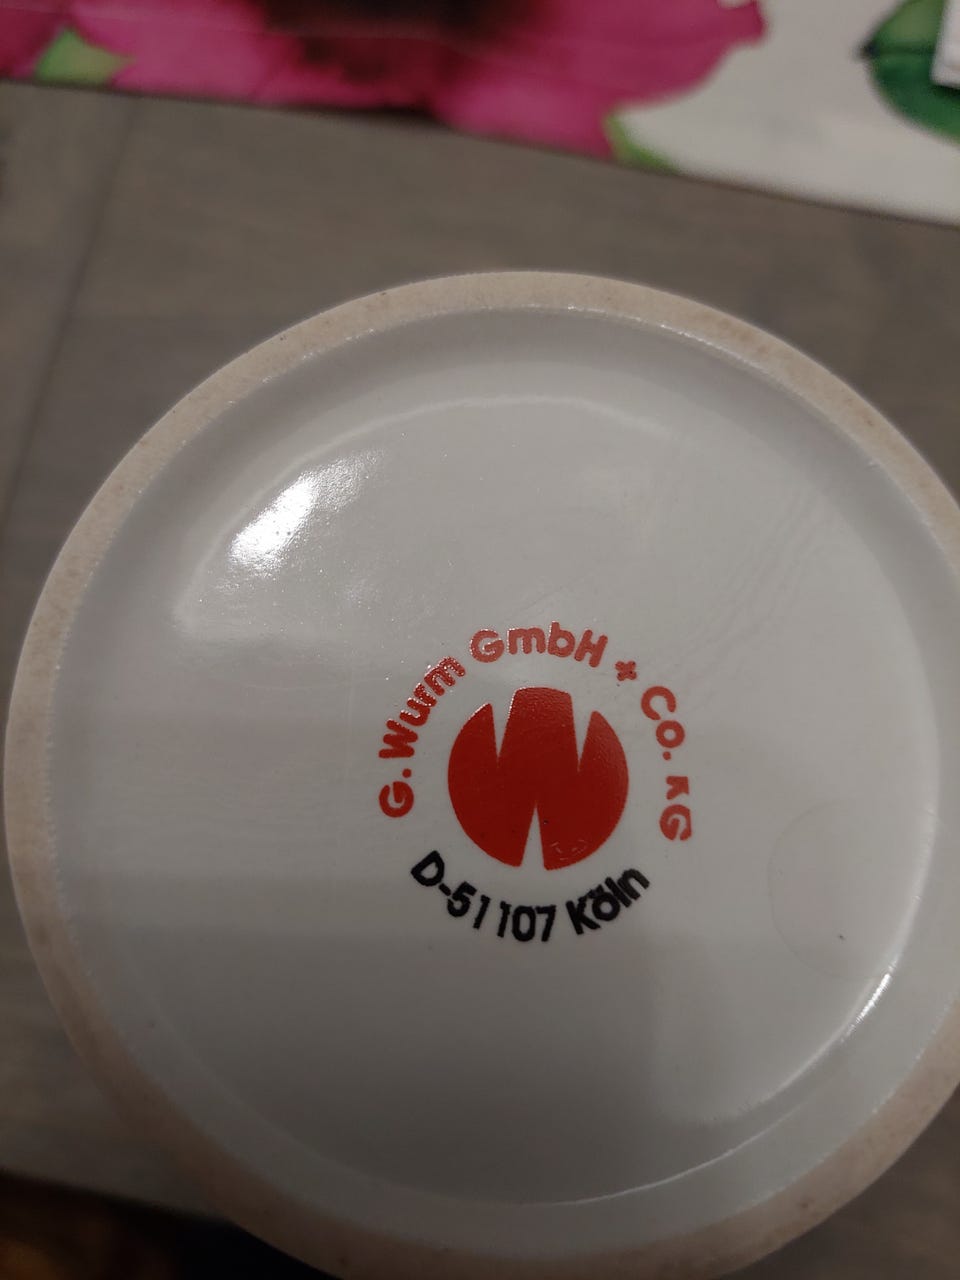 G. Wurm GmbH + Co. KG
D-51107 Köln